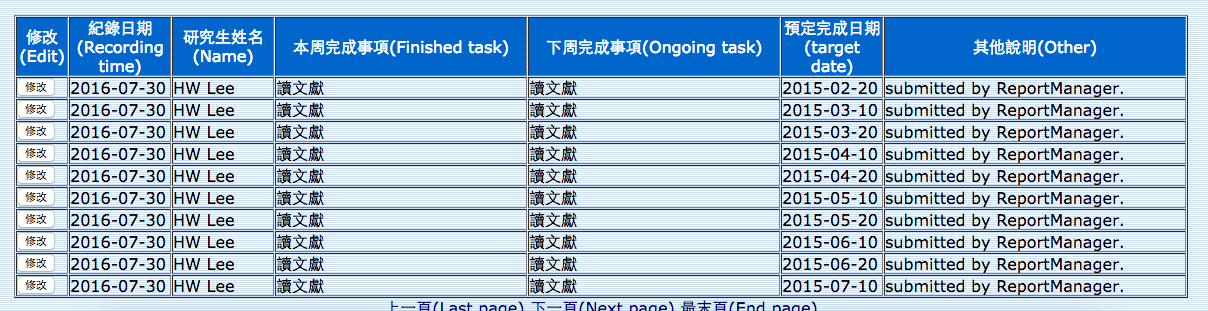 修改 (Edit) 紀錄日期 (Recording time) 研究生姓名 (Name) 本周完成事項(Finished task) 下周完成事項(Ongoing task) 預定完成日期 (target date) 其他說明(Other)
修改 2016-07-30 HW Lee 讀文獻 讀文獻 2015-02-20 submitted by ReportManager.
修改 2016-07-30 HW Lee 讀文獻 讀文獻 2015-03-10 submitted by ReportManager.
修改 2016-07-30 HW Lee 讀文獻 讀文獻 2015-03-20 submitted by ReportManager.
修改 2016-07-30 HW Lee 讀文獻 讀文獻 2015-04-10 submitted by ReportManager.
修改 2016-07-30 HW Lee 讀文獻 讀文獻 2015-04-20 submitted by ReportManager.
修改 2016-07-30 HW Lee 讀文獻 讀文獻 2015-05-10 submitted by ReportManager.
修改 2016-07-30 HW Lee 讀文獻 讀文獻 2015-05-20 submitted by ReportManager.
修改 2016-07-30 HW Lee 讀文獻 讀文獻 2015-06-10 submitted by ReportManager.
修改 2016-07-30 HW Lee 讀文獻 讀文獻 2015-06-20 submitted by ReportManager.
修改 2016-07-30 HW Lee 讀文獻 讀文獻 2015-07-10 submitted by ReportManager.
上一頁(Last page) 下一頁(Next page) 最末頁(End page)